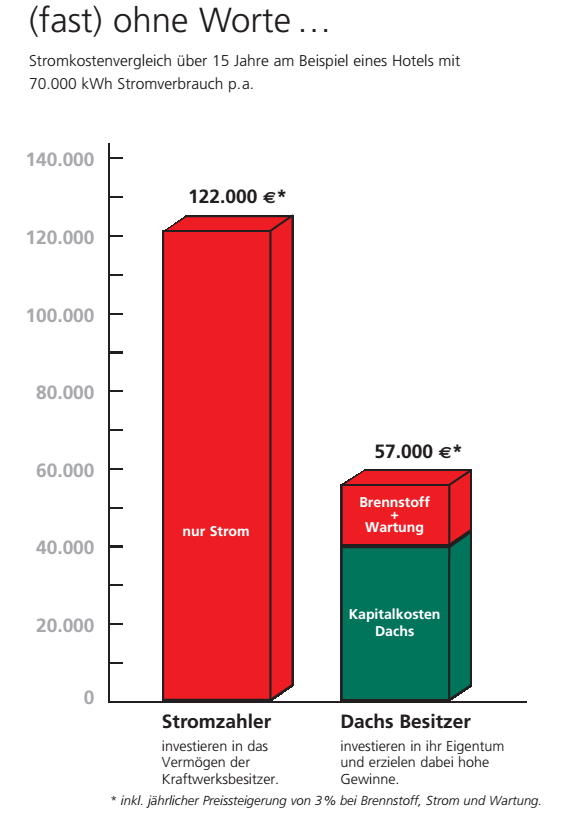 (fast) ohne Worte ...
Stromkostenvergleich über 15 Jahre am Beispiel eines Hotels mit
70.000 kWh Stromverbrauch p.a.
140.000
122.000 €*
120.000
100.000
80.000
57.000 €*
60.000
Brennstoff
+
Wartung
nur Strom
40.000
Kapitalkosten
Dachs
20.000
0
Stromzahler
investieren in das
Vermögen der
Kraftwerksbesitzer.
Dachs Besitzer
investieren in ihr Eigentum
und erzielen dabei hohe
Gewinne.
* inkl. jährlicher Preissteigerung von 3% bei Brennstoff, Strom und Wartung.